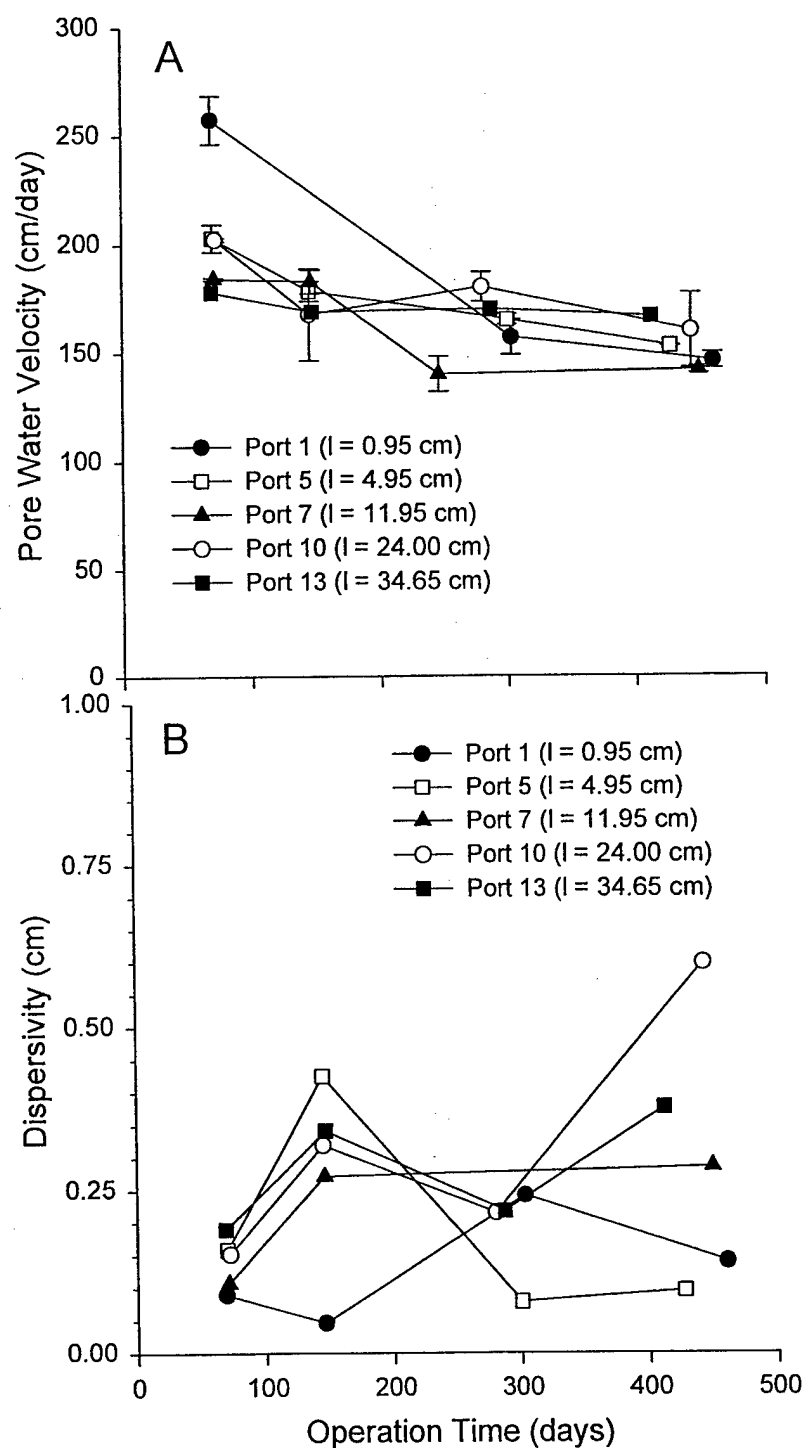 300
A
250
200
150
100
50
0
Pore Water Velocity (cm/day)
Port 1 (l = 0.95 cm)
Port 5 (l = 4.95 cm)
Port 7 (l = 11.95 cm)
Port 10 (l = 24.00 cm)
Port 13 (l = 34.65 cm)
1.00
B
0.75
0.50
0.25
0.00
Dispersivity (cm)
Port 1 (l = 0.95 cm)
Port 5 (l = 4.95 cm)
Port 7 (l = 11.95 cm)
Port 10 (l = 24.00 cm)
Port 13 (l = 34.65 cm)
0 100 200 300 400 500
Operation Time (days)